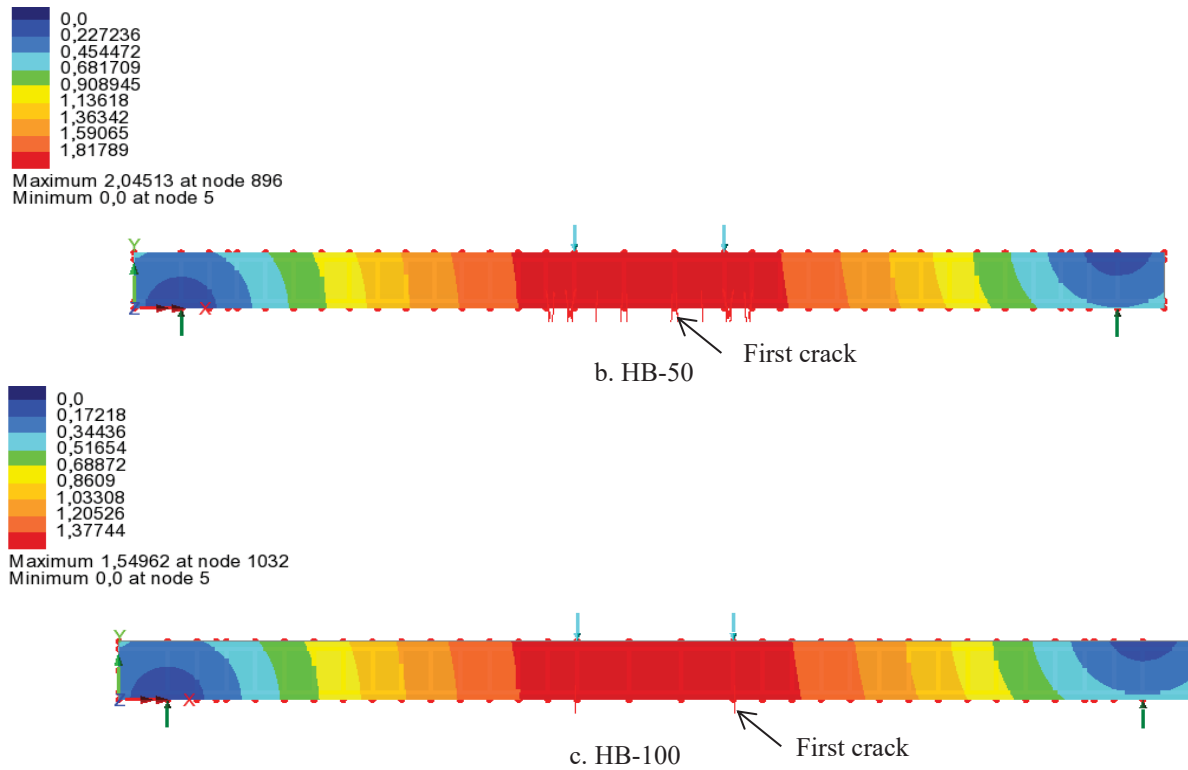 0,0
0,227236
0,454472
0,681709
0,908945
1,13618
1,36342
1,59065
1,81789
Maximum 2,04513 at node 896
Minimum 0,0 at node 5
Y
Z
X
First crack
b. HB-50
0,0
0,17218
0,34436
0,51654
0,68872
0,8609
1,03308
1,20526
1,37744
Maximum 1,54962 at node 1032
Minimum 0,0 at node 5
Y
Z
X
First crack
c. HB-100